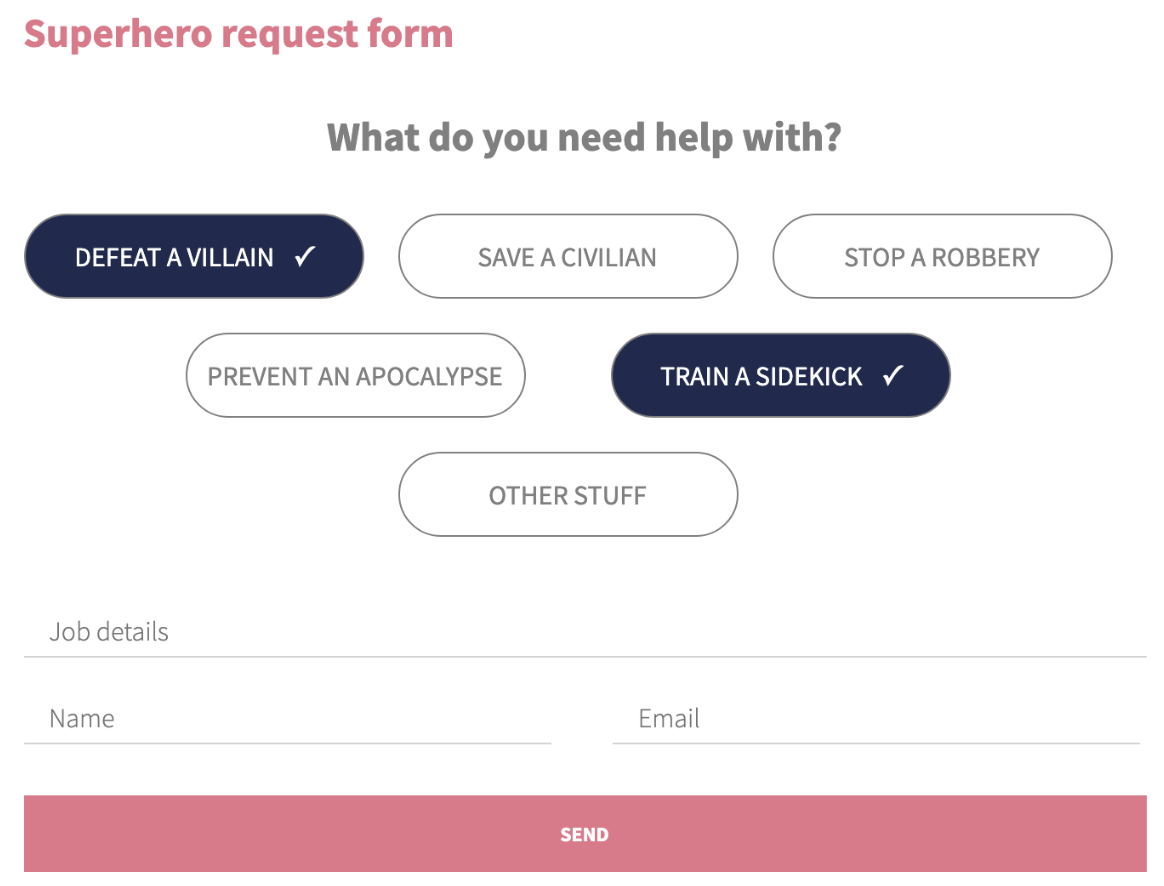 Superhero request form
What do you need help with?
DEFEAT A VILLAIN ✓ SAVE A CIVILIAN STOP A ROBBERY
PREVENT AN APOCALYPSE TRAIN A SIDEKICK ✓
OTHER STUFF
Job details
Name Email
SEND